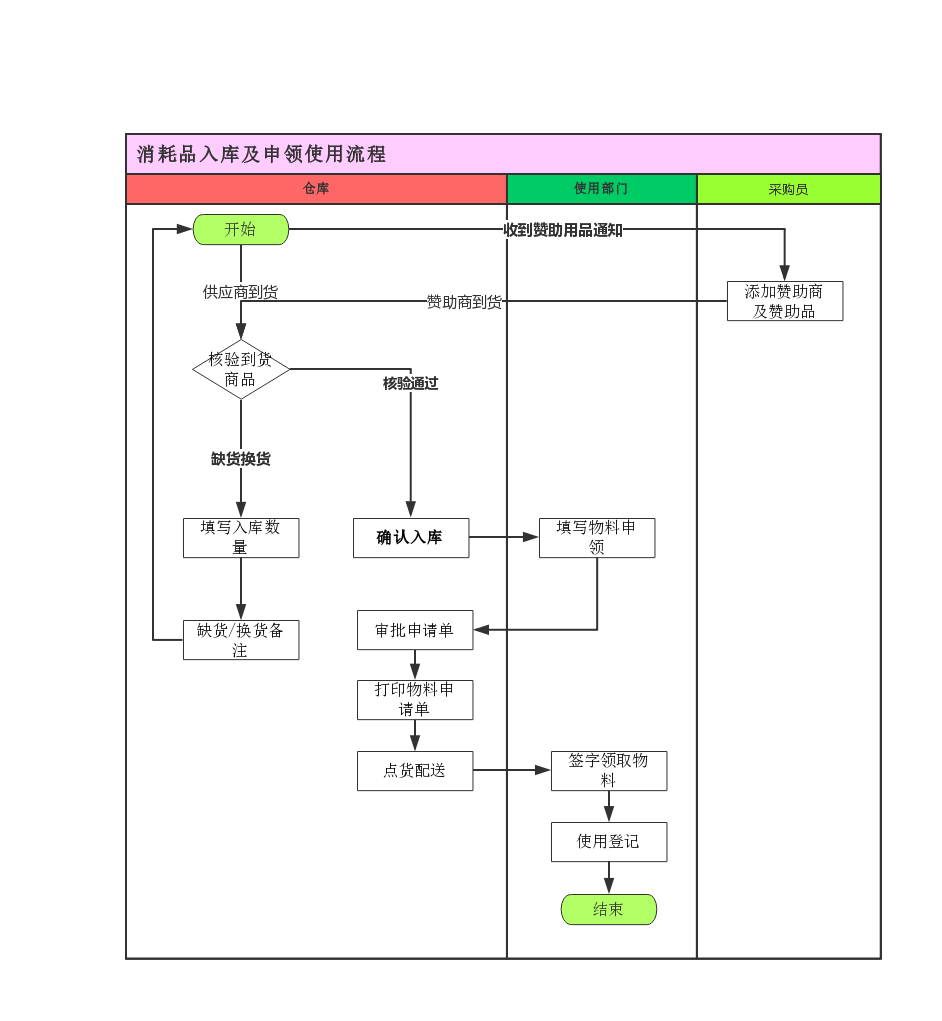 消耗品入库及申领使用流程
仓库
使用部门
采购员
开始
收到赞助用品通知
供应商到货
赞助商到货
添加赞助商
及赞助品
核验到货
商品
核验通过
缺货换货
填写入库数
量
确认入库
填写物料申
领
缺货/换货备
注
审批申请单
打印物料申
请单
点货配送
签字领取物
料
使用登记
结束